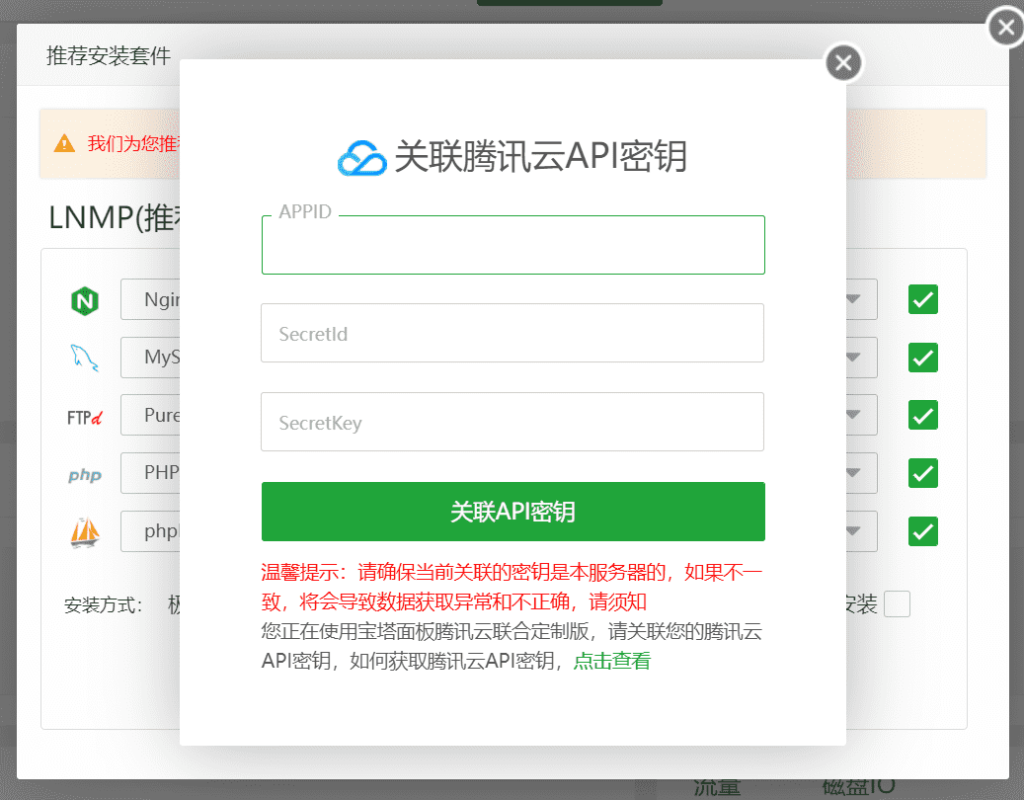 推荐安装套件
我们为您推
关联腾讯云API密钥
LNMP(推
APPID
Ngi
SecretId
MyS
FTPd
Pure
SecretKey
php
PHP
关联API密钥
php
温馨提示：请确保当前关联的密钥是本服务器的，如果不一
致，将会导致数据获取异常和不正确，请须知
安装方式：
安装
您正在使用宝塔面板腾讯云联合定制版，请关联您的腾讯云
API密钥，如何获取腾讯云API密钥，点击查看
流量
磁盘IO